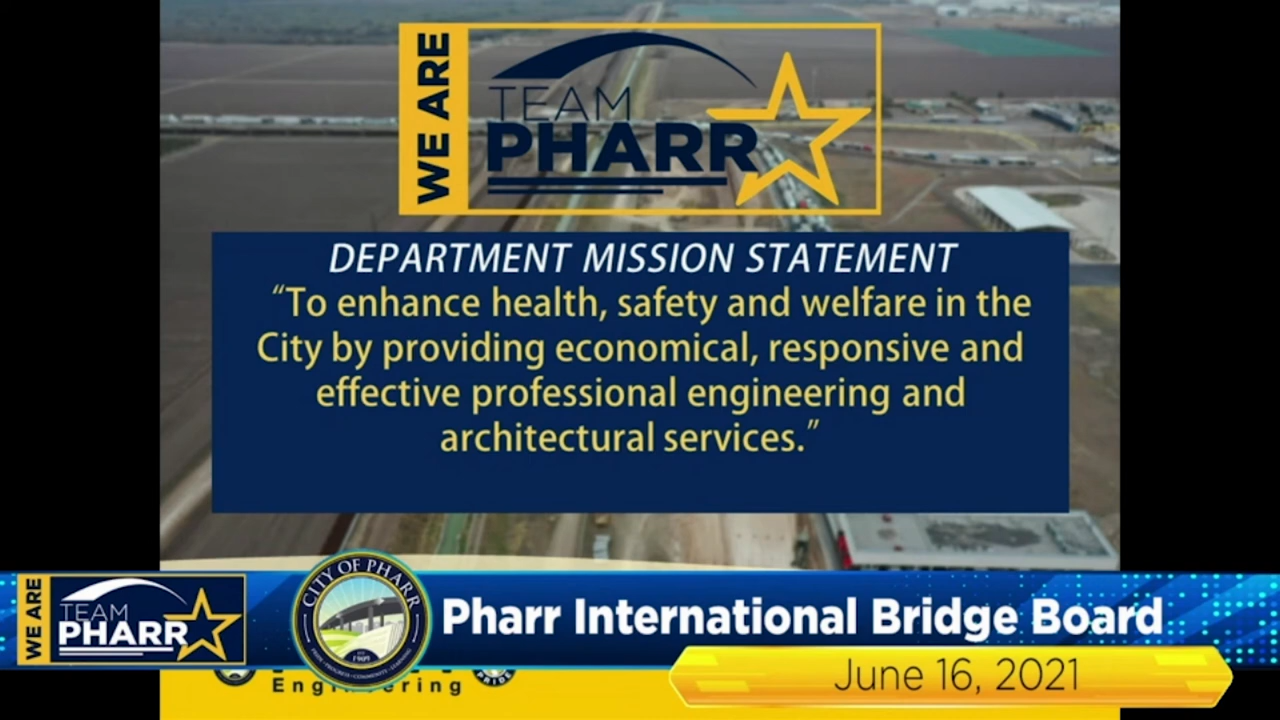 WE ARE
TEAM
PHARR
DEPARTMENT MISSION STATEMENT
“To enhance health, safety and welfare in the
City by providing economical, responsive and
effective professional engineering and
architectural services.”
WE ARE
TEAM
PHARR
CITY OF PHARR
1909
Pharr International Bridge Board
June 16, 2021
Engineering
PRIDE